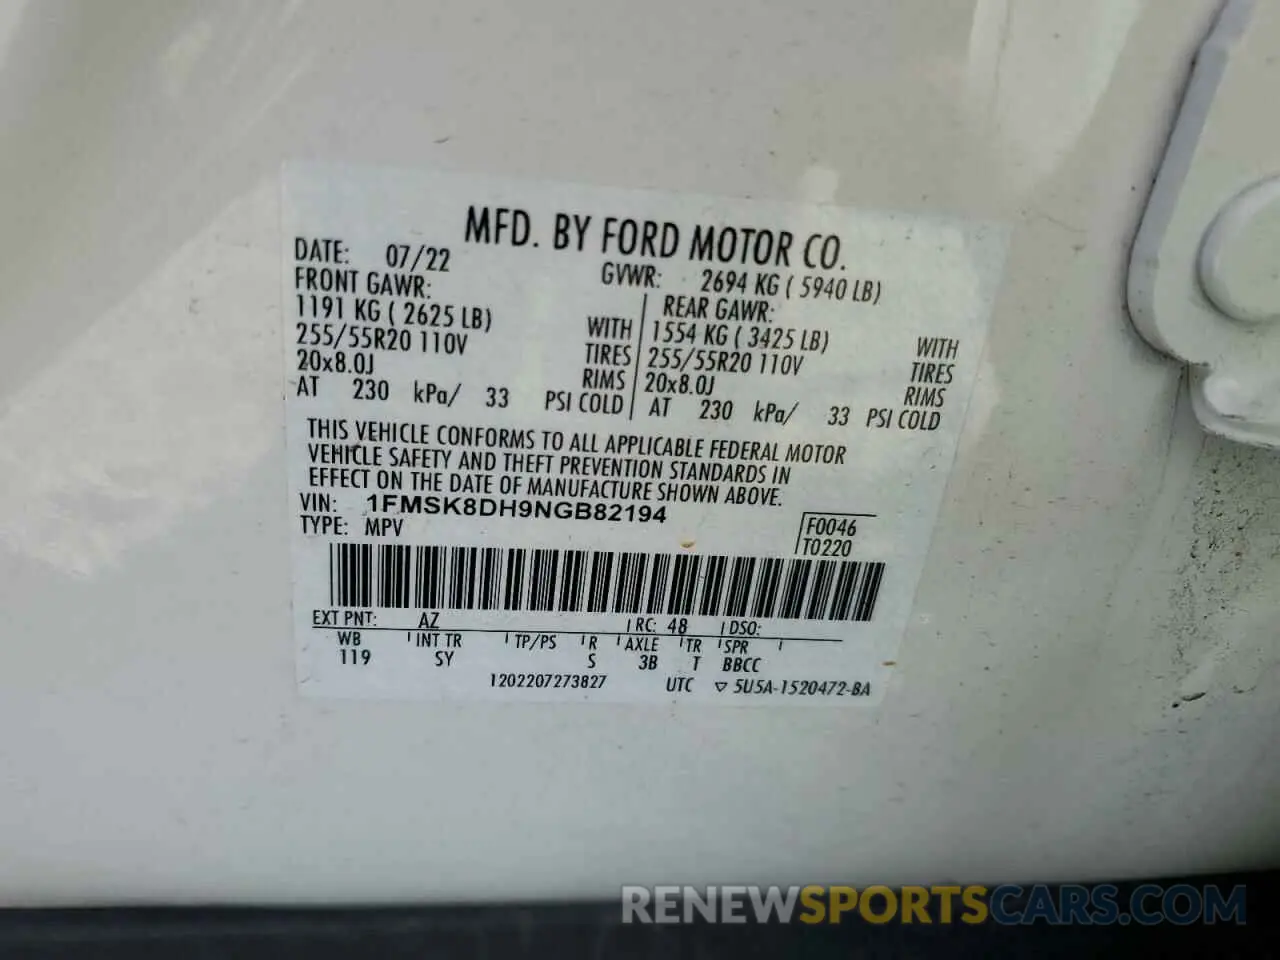 MFD. BY FORD MOTOR CO.
DATE: 07/22 GVWR: 2694 KG ( 5940 LB)
FRONT GAWR: REAR GAWR:
1191 KG ( 2625 LB) WITH 1554 KG ( 3425 LB) WITH
255/55R20 110V TIRES 255/55R20 110V TIRES
20x8.0J RIMS 20x8.0J RIMS
AT 230 kPa/ 33 PSI COLD AT 230 kPa/ 33 PSI COLD
THIS VEHICLE CONFORMS TO ALL APPLICABLE FEDERAL MOTOR
VEHICLE SAFETY AND THEFT PREVENTION STANDARDS IN
EFFECT ON THE DATE OF MANUFACTURE SHOWN ABOVE.
VIN: 1FMSK8DH9NGB82194 F0046
TYPE: MPV T0220
EXT PNT: AZ RC: 48 DSO:
WB INT TR TP/PS R AXLE TR SPR
119 SY S 3B T BBCC
1202207273827 UTC ▽ 5U5A-1520472-BA
RENEWSPORTSCARS.COM